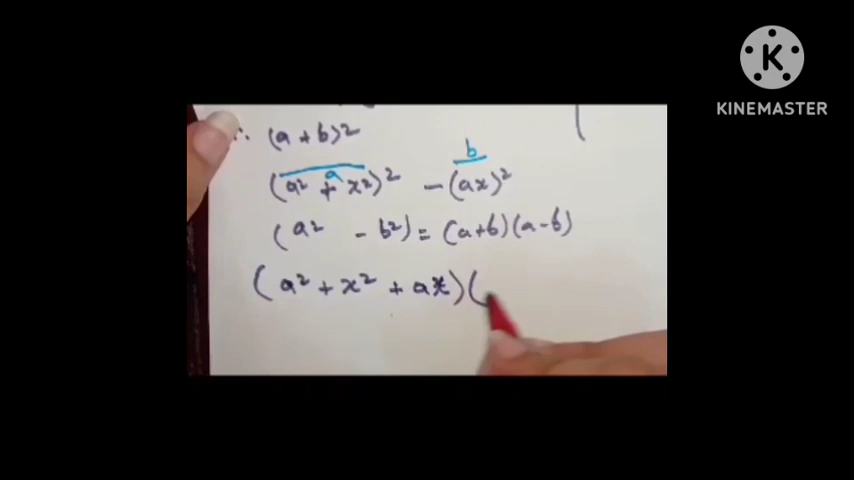 KINEMASTER
∴ (a + b)²
b
a
(a² + x²)² - (ax)²
(a² - b²) = (a+b)(a-b)
(a² + x² + ax)(